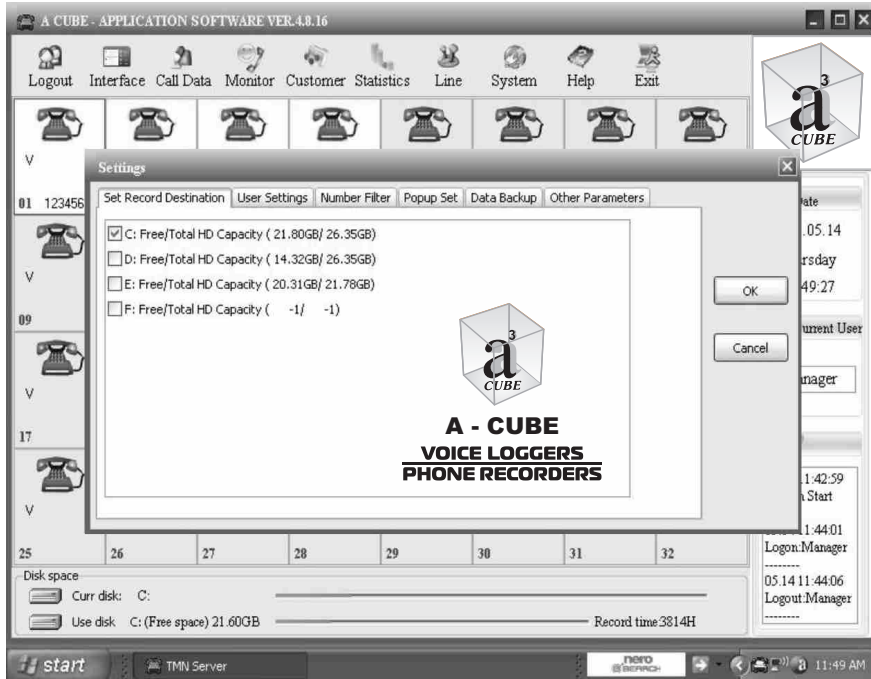 A CUBE - APPLICATION SOFTWARE VER.4.8.16
Logout Interface Call Data Monitor Customer Statistics Line System Help Exit
a 3
CUBE
V
01 123456
Settings
Set Record Destination User Settings Number Filter Popup Set Data Backup Other Parameters
C: Free/Total HD Capacity ( 21.80GB/ 26.35GB)
D: Free/Total HD Capacity ( 14.32GB/ 26.35GB)
E: Free/Total HD Capacity ( 20.31GB/ 21.78GB)
F: Free/Total HD Capacity ( -1/ -1)
OK
Cancel
a 3
CUBE
A - CUBE
VOICE LOGGERS
PHONE RECORDERS
ate
.05.14
rsday
49:27
urrent User
nager
V
09
V
17
V
25 26 27 28 29 30 31 32
1:42:59
Start
1:44:01
Logon:Manager
--------
05.14 11:44:06
Logout:Manager
--------
Disk space
Curr disk: C:
Use disk C: (Free space) 21.60GB Record time:3814H
start TMN Server nero SEARCH 11:49 AM